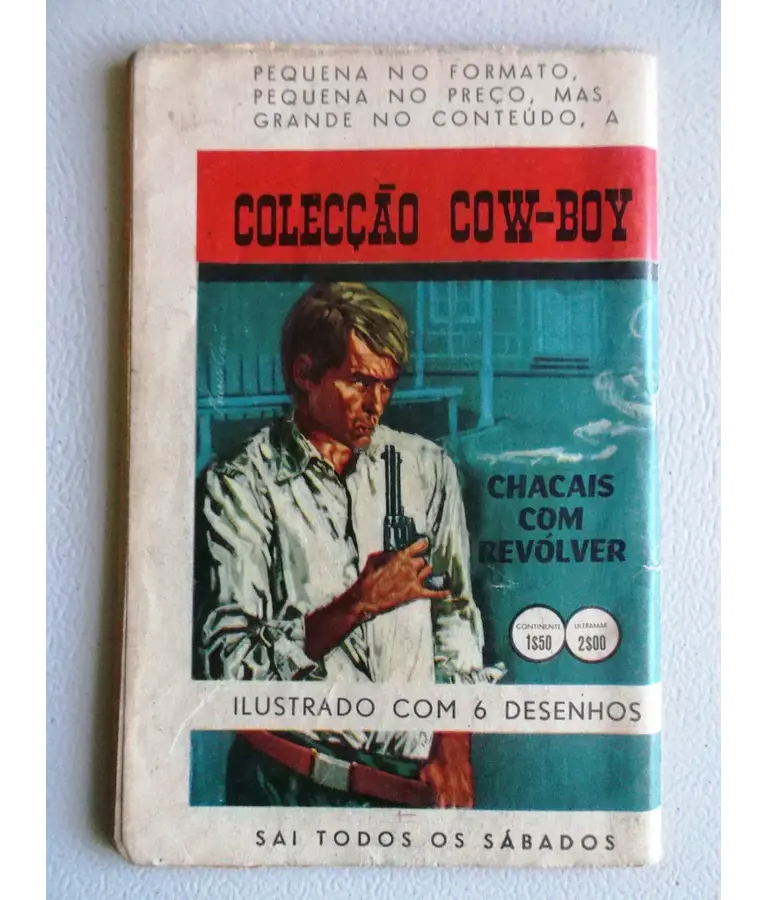 PEQUENA NO FORMATO,
PEQUENA NO PREÇO, MAS
GRANDE NO CONTEÚDO, A
COLECÇÃO COW-BOY
CHACAIS
COM
REVÓLVER
CONTINENTE ULTRAMAR
1$50 2$00
ILUSTRADO COM 6 DESENHOS
SAI TODOS OS SÁBADOS